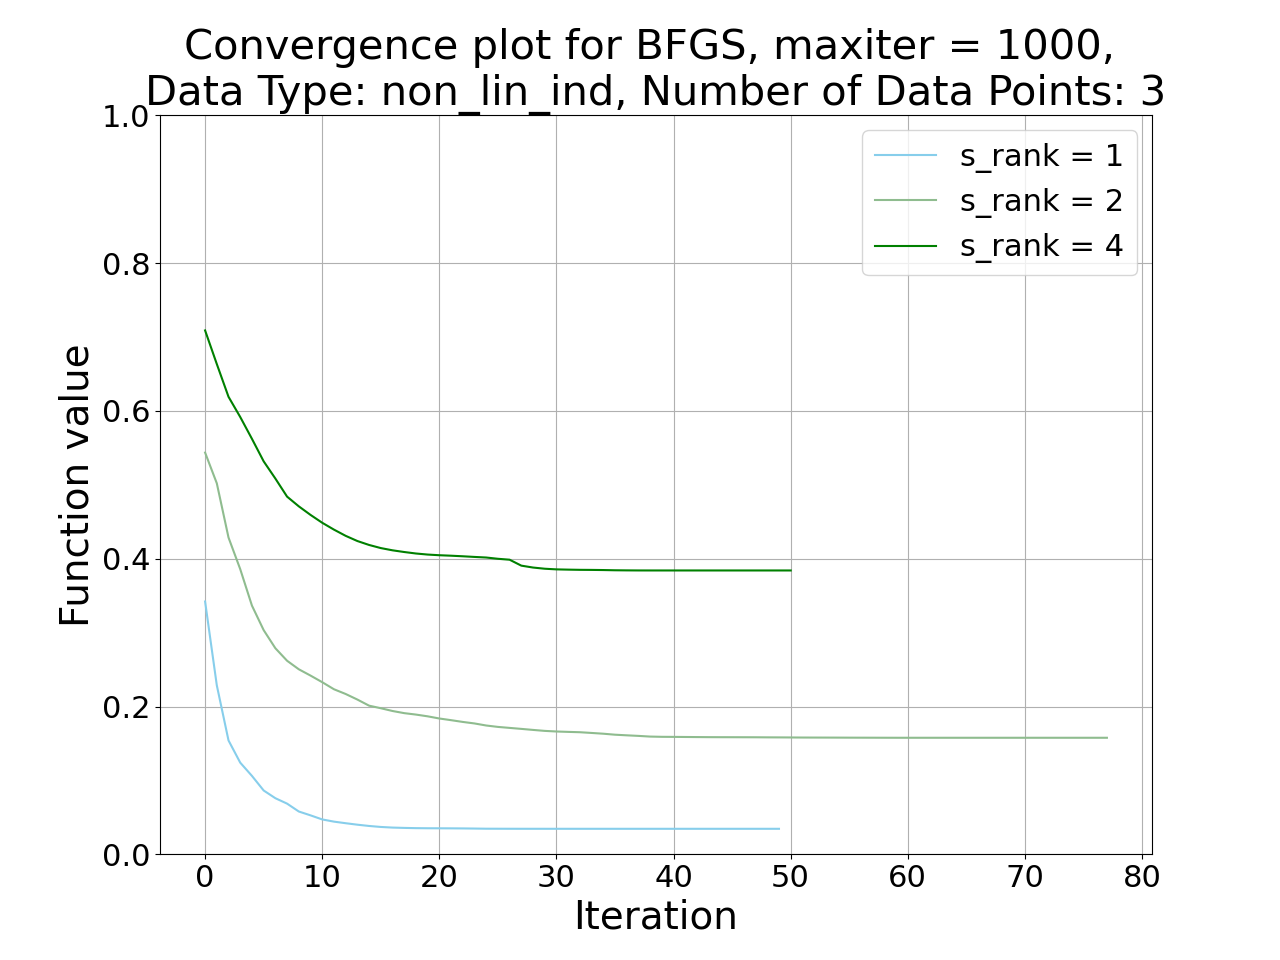 Convergence plot for BFGS, maxiter = 1000,
Data Type: non_lin_ind, Number of Data Points: 3
1.0
0.8
0.6
0.4
0.2
0.0
Function value
s_rank = 1
s_rank = 2
s_rank = 4
0 10 20 30 40 50 60 70 80
Iteration